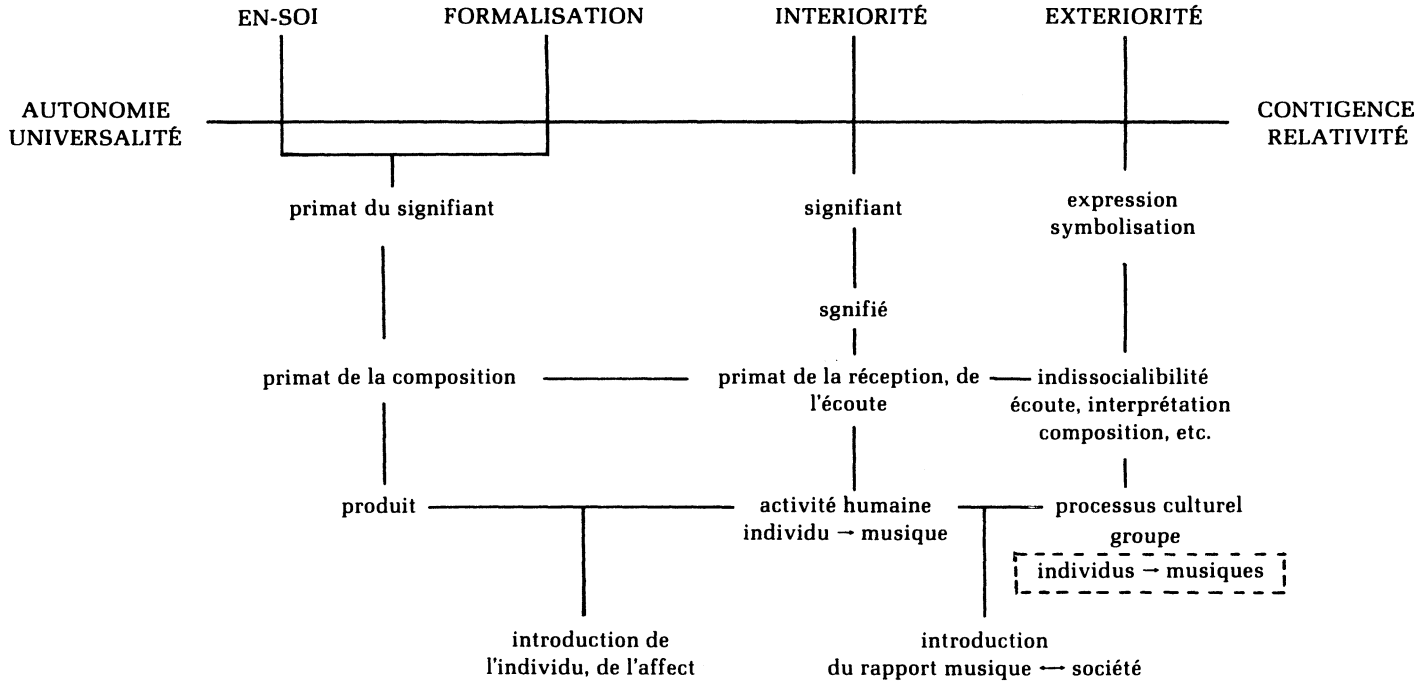 EN-SOI
FORMALISATION
INTERIORITÉ
EXTERIORITÉ
AUTONOMIE
UNIVERSALITÉ
CONTIGENCE
RELATIVITÉ
primat du signifiant
signifiant
expression
symbolisation
sgnifié
primat de la composition
primat de la réception, de
l'écoute
indissocialibilité
écoute, interprétation
composition, etc.
produit
activité humaine
individu → musique
processus culturel
groupe
individus → musiques
introduction de
l'individu, de l'affect
introduction
du rapport musique ↔ société